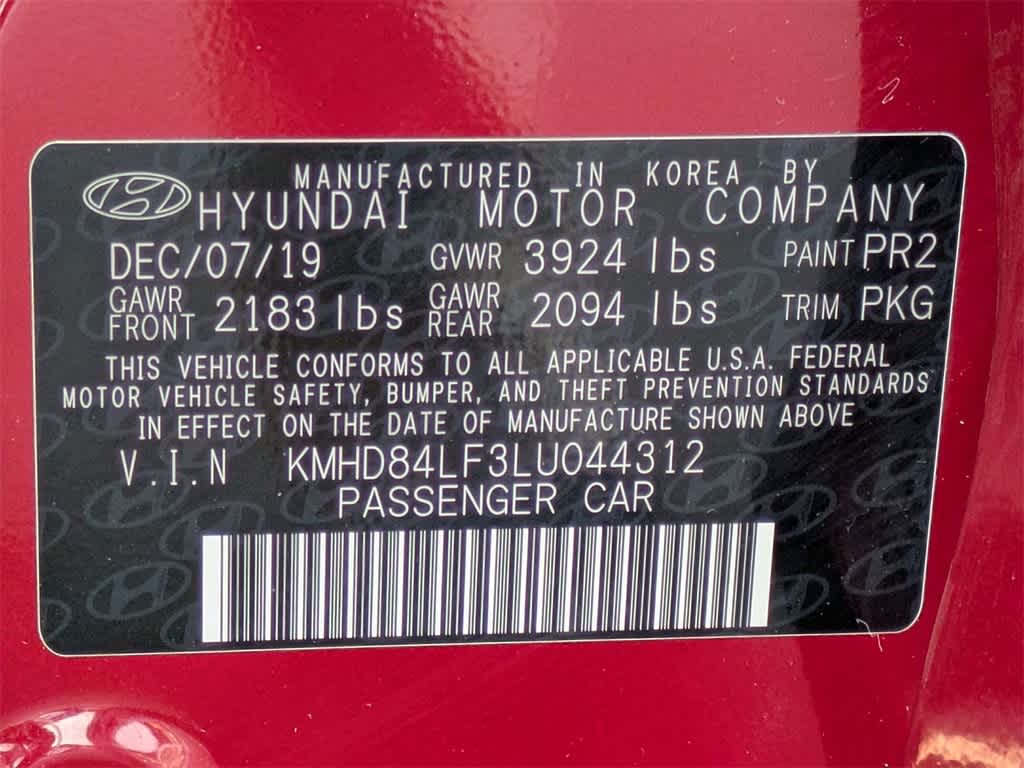 MANUFACTURED IN KOREA BY
HYUNDAI MOTOR COMPANY
DEC/07/19 GVWR 3924 lbs PAINT PR2
GAWR FRONT 2183 lbs GAWR REAR 2094 lbs TRIM PKG
THIS VEHICLE CONFORMS TO ALL APPLICABLE U.S.A. FEDERAL
MOTOR VEHICLE SAFETY, BUMPER, AND THEFT PREVENTION STANDARDS
IN EFFECT ON THE DATE OF MANUFACTURE SHOWN ABOVE
V.I.N KMHD84LF3LU044312
PASSENGER CAR